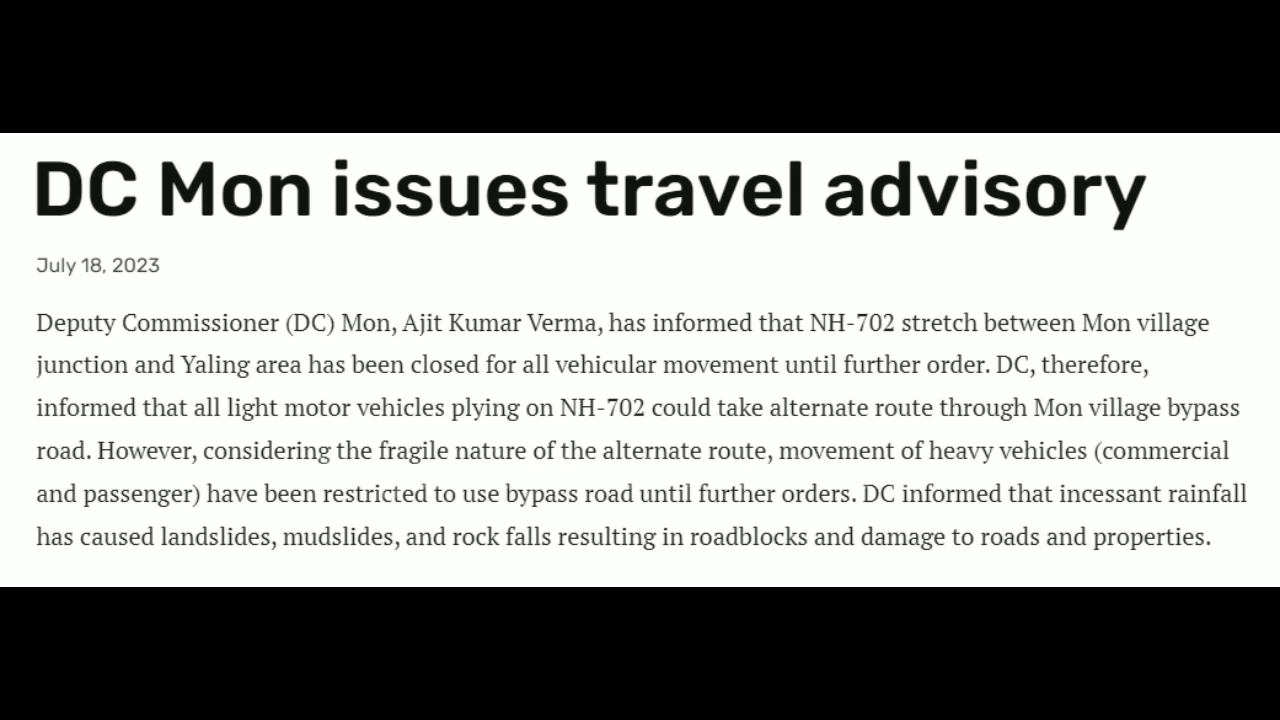 DC Mon issues travel advisory
July 18, 2023
Deputy Commissioner (DC) Mon, Ajit Kumar Verma, has informed that NH-702 stretch between Mon village
junction and Yaling area has been closed for all vehicular movement until further order. DC, therefore,
informed that all light motor vehicles plying on NH-702 could take alternate route through Mon village bypass
road. However, considering the fragile nature of the alternate route, movement of heavy vehicles (commercial
and passenger) have been restricted to use bypass road until further orders. DC informed that incessant rainfall
has caused landslides, mudslides, and rock falls resulting in roadblocks and damage to roads and properties.